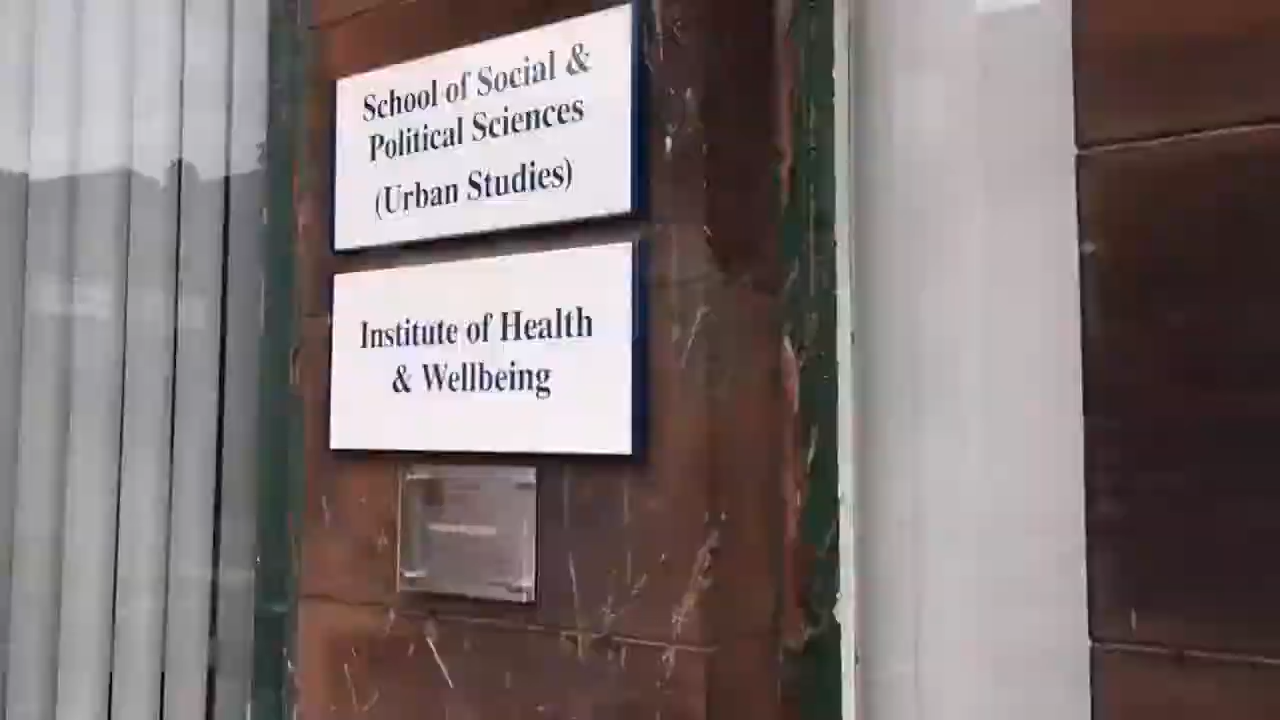 School of Social &
Political Sciences
(Urban Studies)
Institute of Health
& Wellbeing